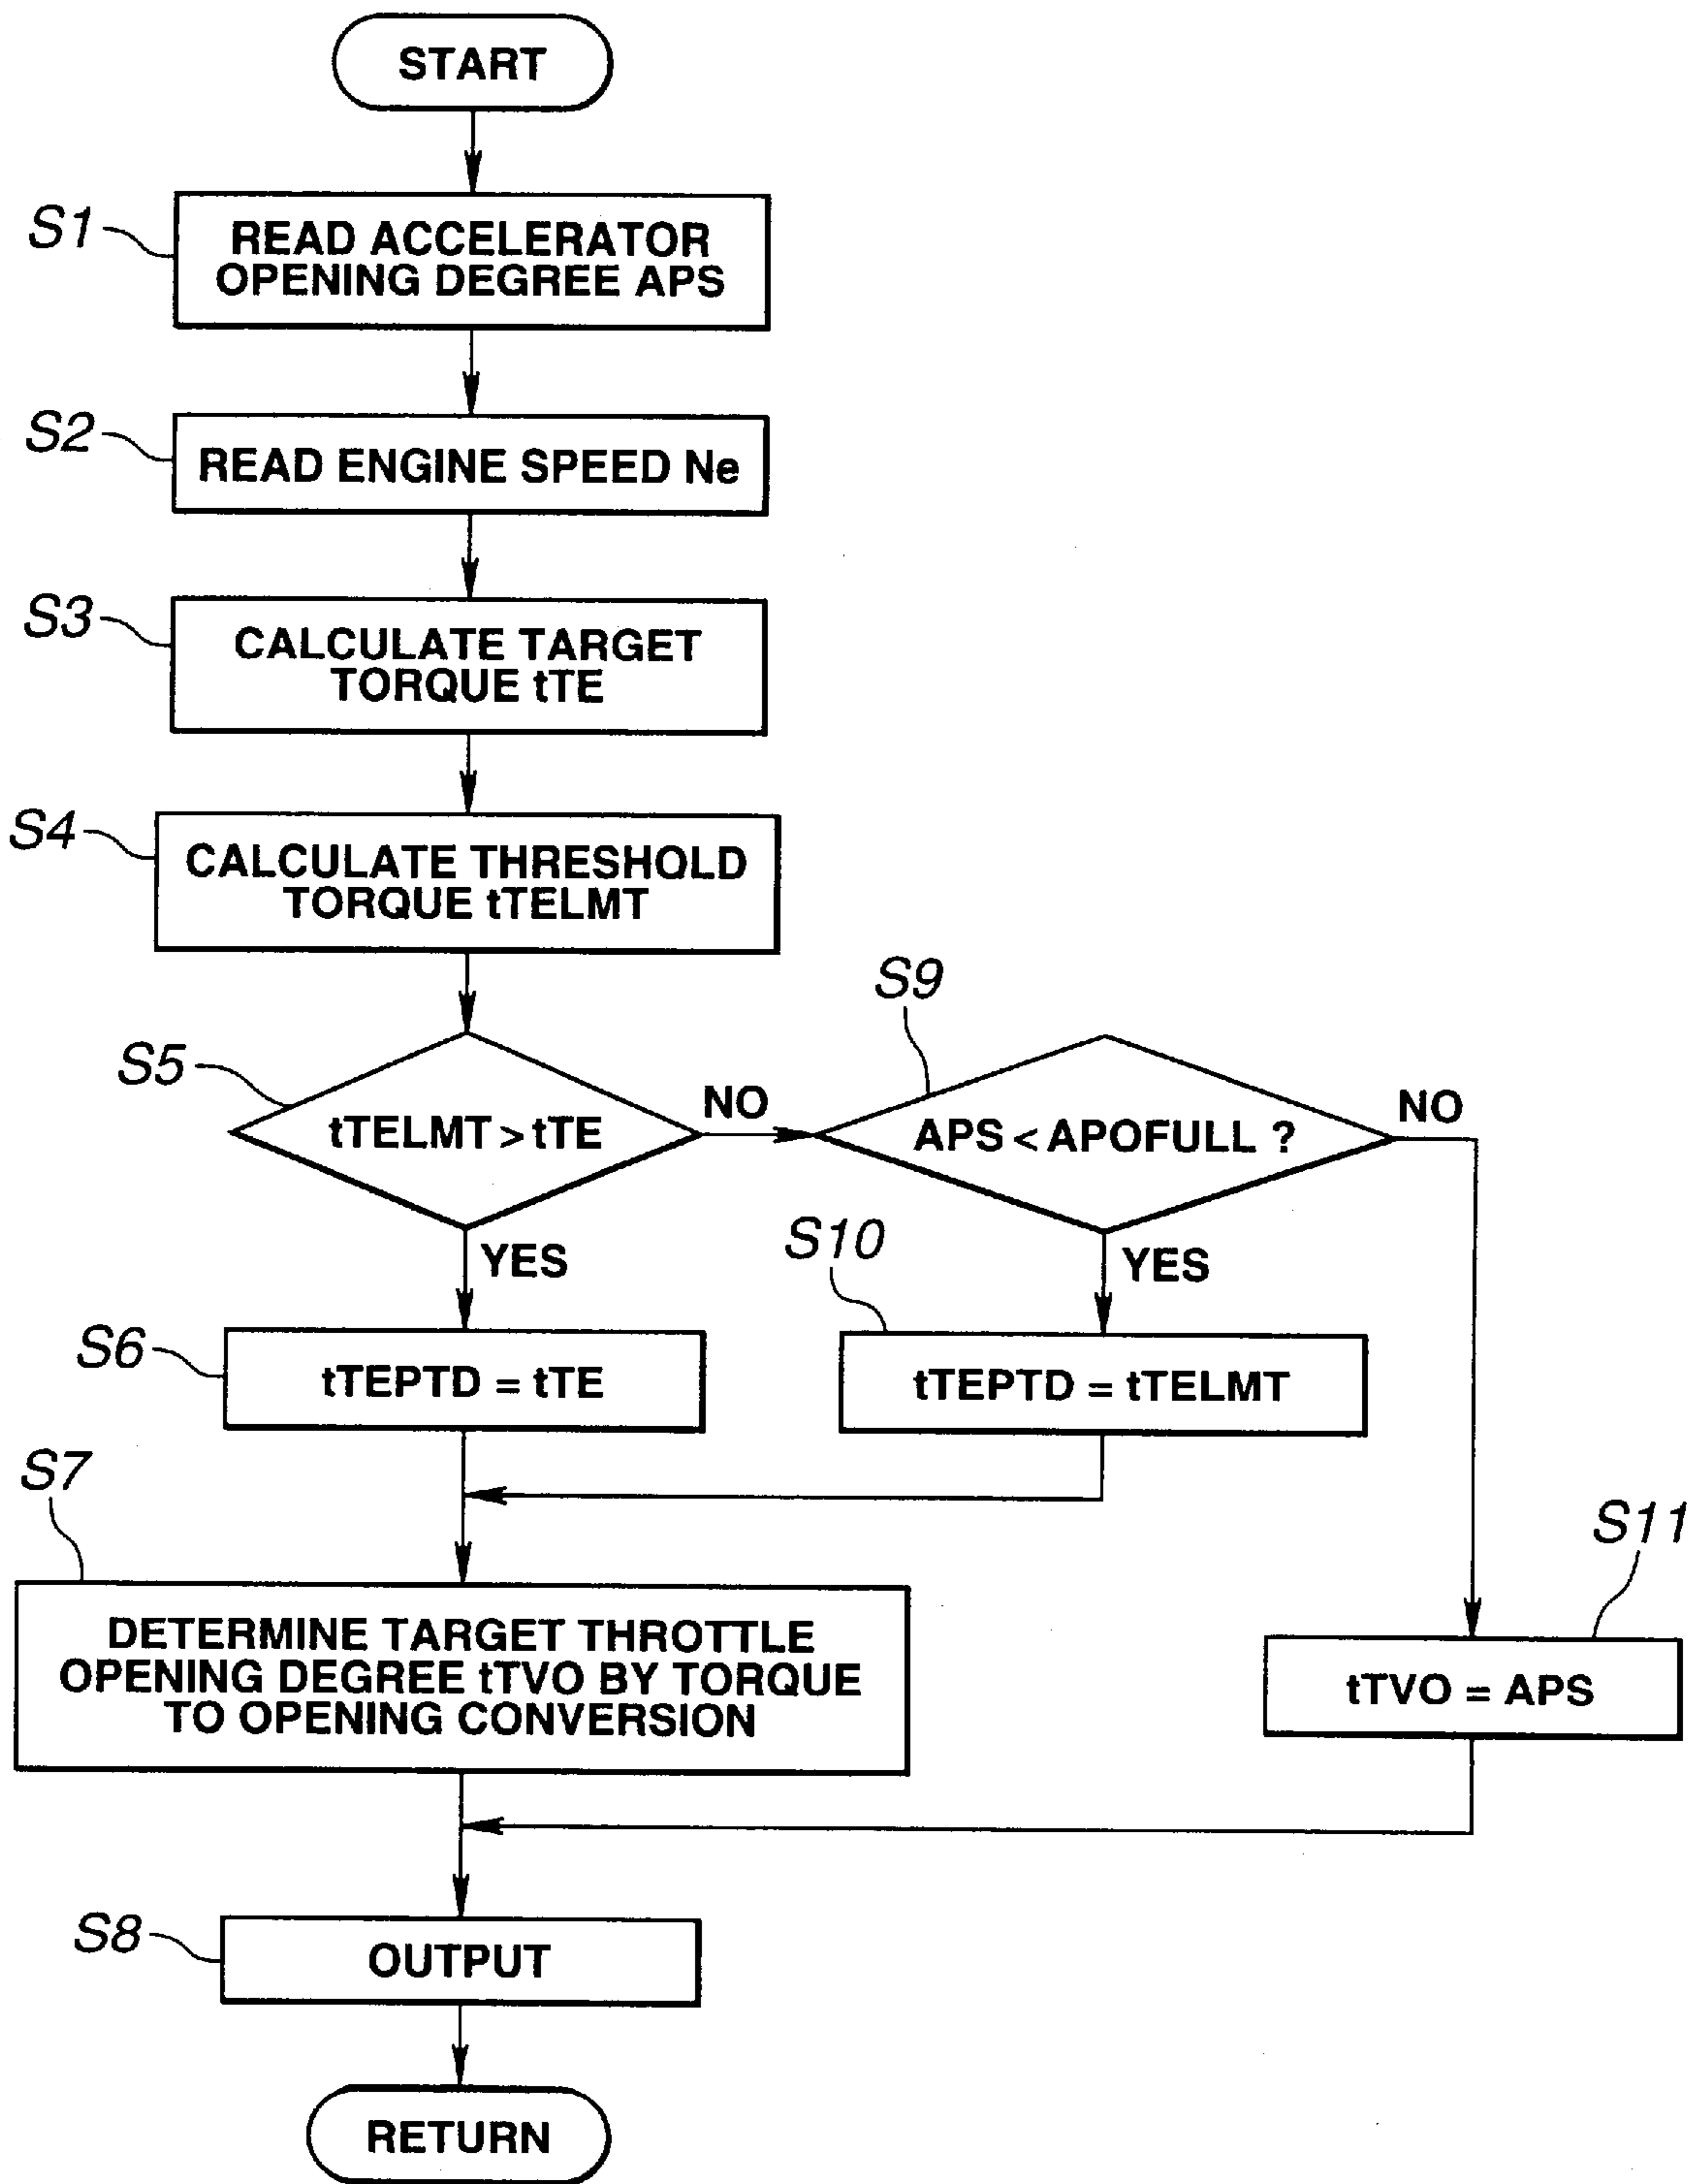 START
S1
READ ACCELERATOR
OPENING DEGREE APS
S2
READ ENGINE SPEED Ne
S3
CALCULATE TARGET
TORQUE tTE
S4
CALCULATE THRESHOLD
TORQUE tTELMT
S5
tTELMT > tTE
NO
S9
APS < APOFULL ?
NO
YES
YES
S6
tTEPTD = tTE
S10
tTEPTD = tTELMT
S7
DETERMINE TARGET THROTTLE
OPENING DEGREE tTVO BY TORQUE
TO OPENING CONVERSION
S11
tTVO = APS
S8
OUTPUT
RETURN